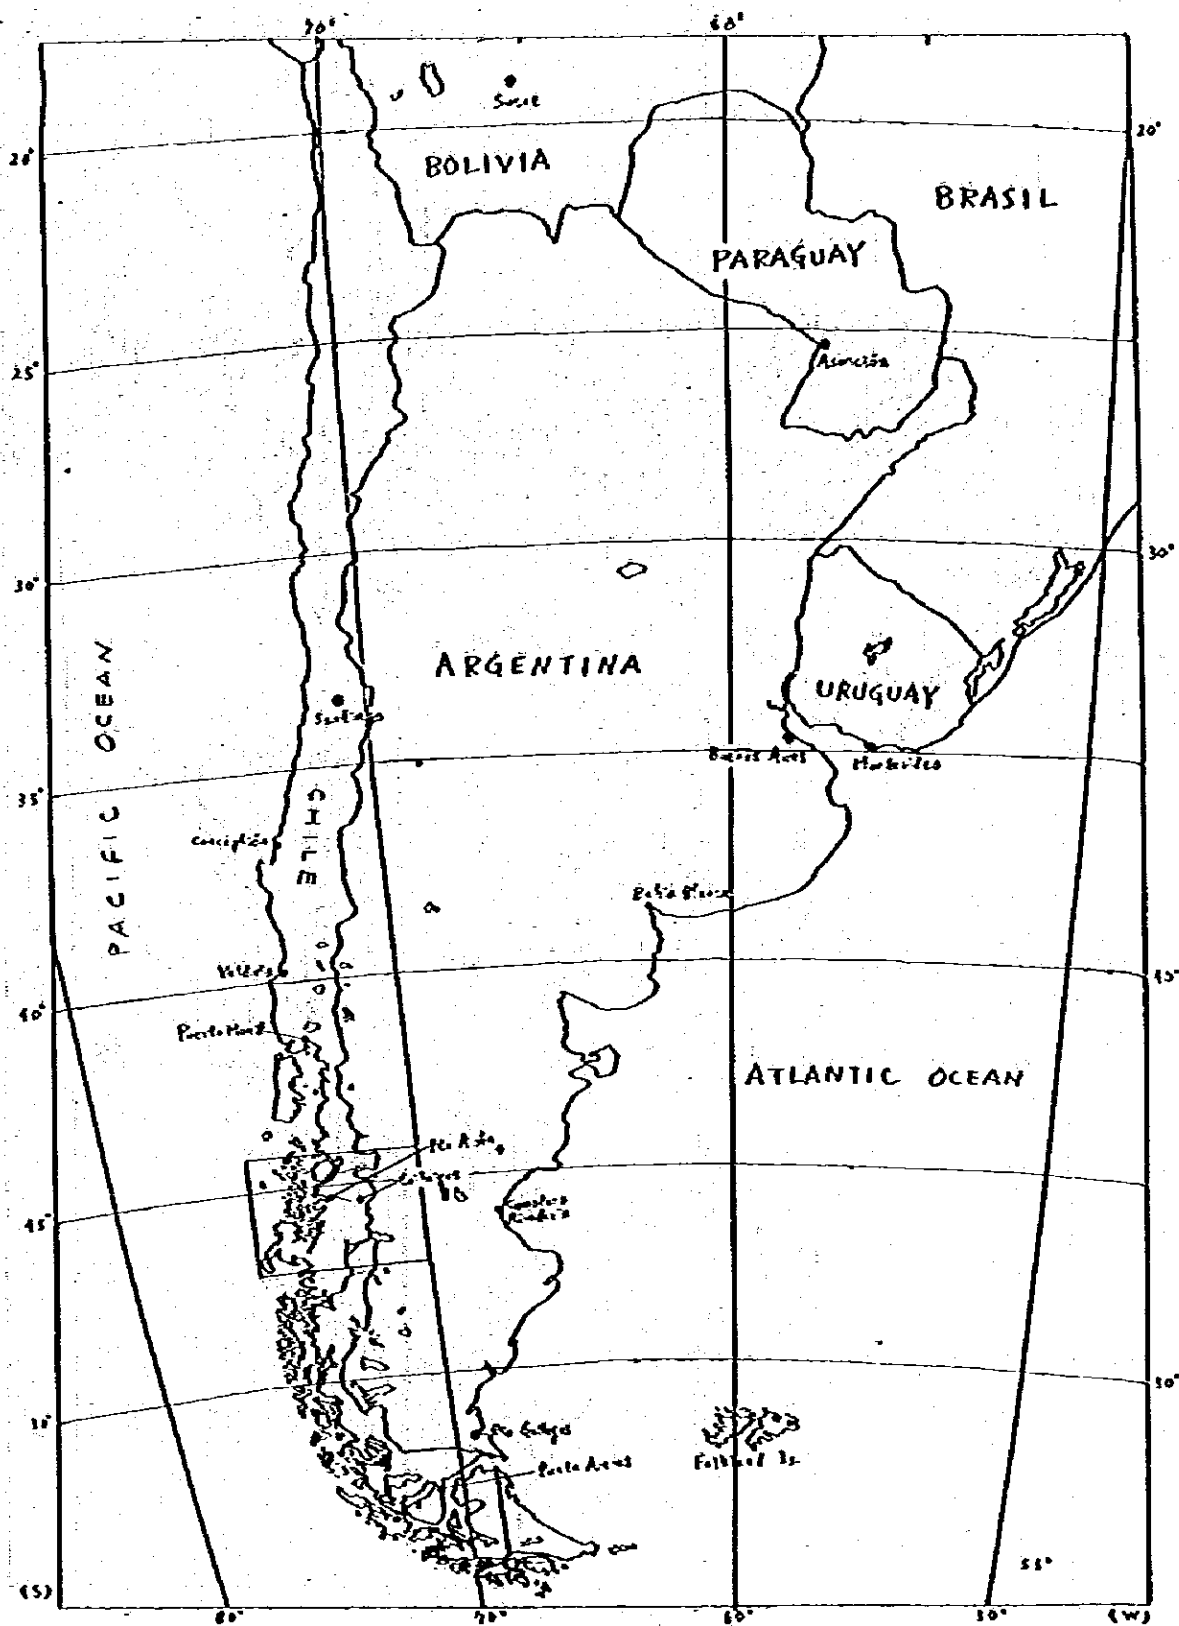 70°
60°
Sucre
20°
20°
BOLIVIA
BRASIL
PARAGUAY
Asunción
25°
30°
30°
ARGENTINA
URUGUAY
PACIFIC OCEAN
Santiago
Buenos Aires
Montevideo
35°
CHILE
Concepción
Bahía Blanca
Valdivia
45°
40°
Puerto Montt
ATLANTIC OCEAN
45°
50°
Río Gallegos
Punta Arenas
Falkland Is.
55°
(S)
80°
70°
60°
50°
(W)